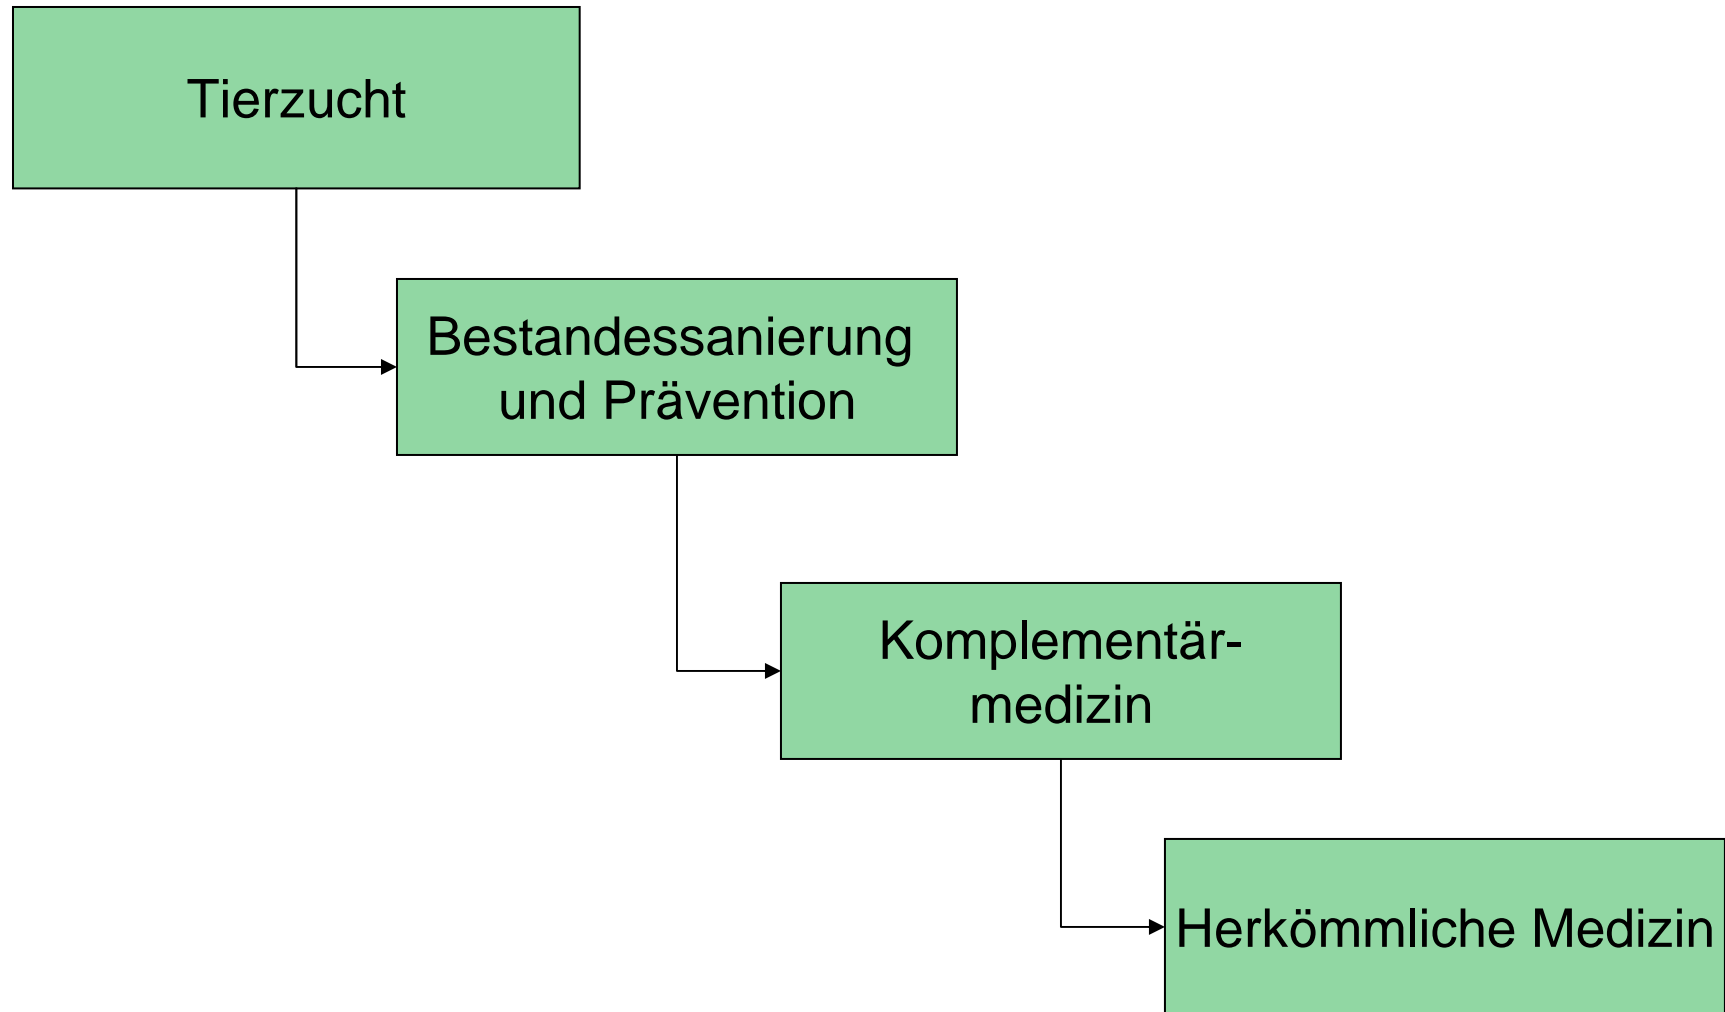 Tierzucht
Bestandessanierung
und Prävention
Komplementär-
medizin
Herkömmliche Medizin